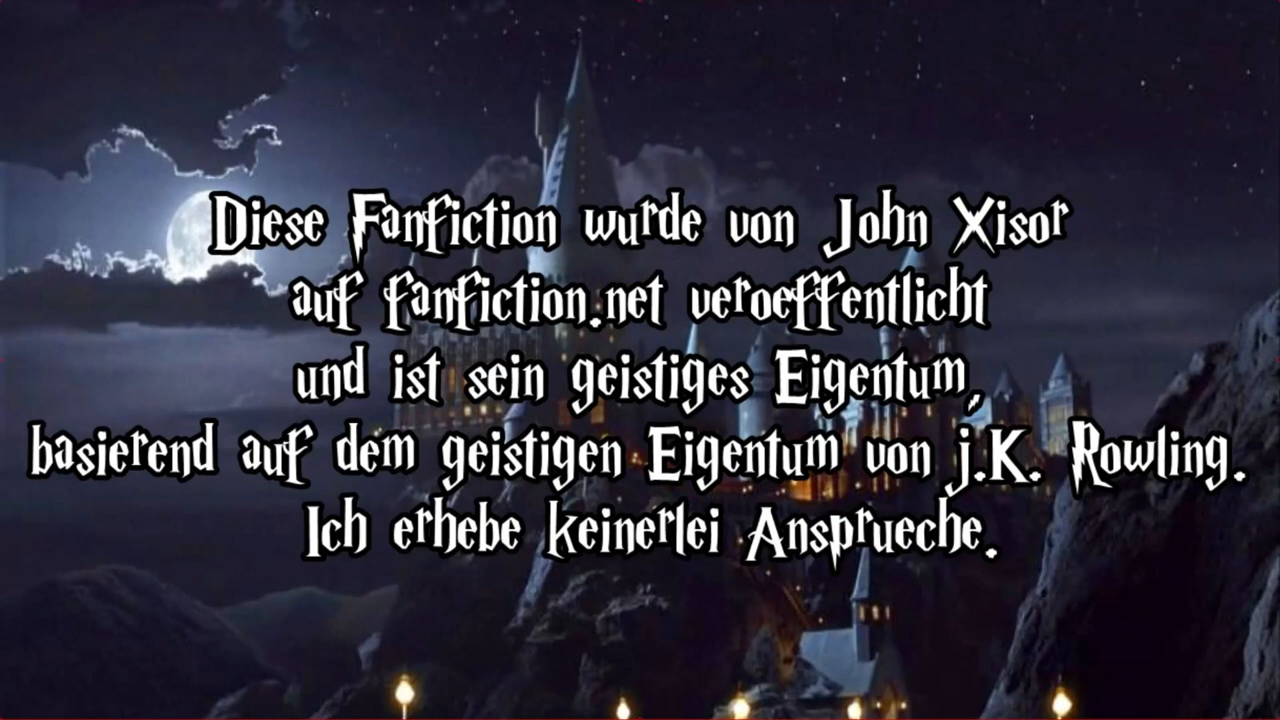 Diese Fanfiction wurde von John Xisor
auf fanfiction.net veroeffentlicht
und ist sein geistiges Eigentum,
basierend auf dem geistigen Eigentum von j.K. Rowling.
Ich erhebe keinerlei Ansprueche.